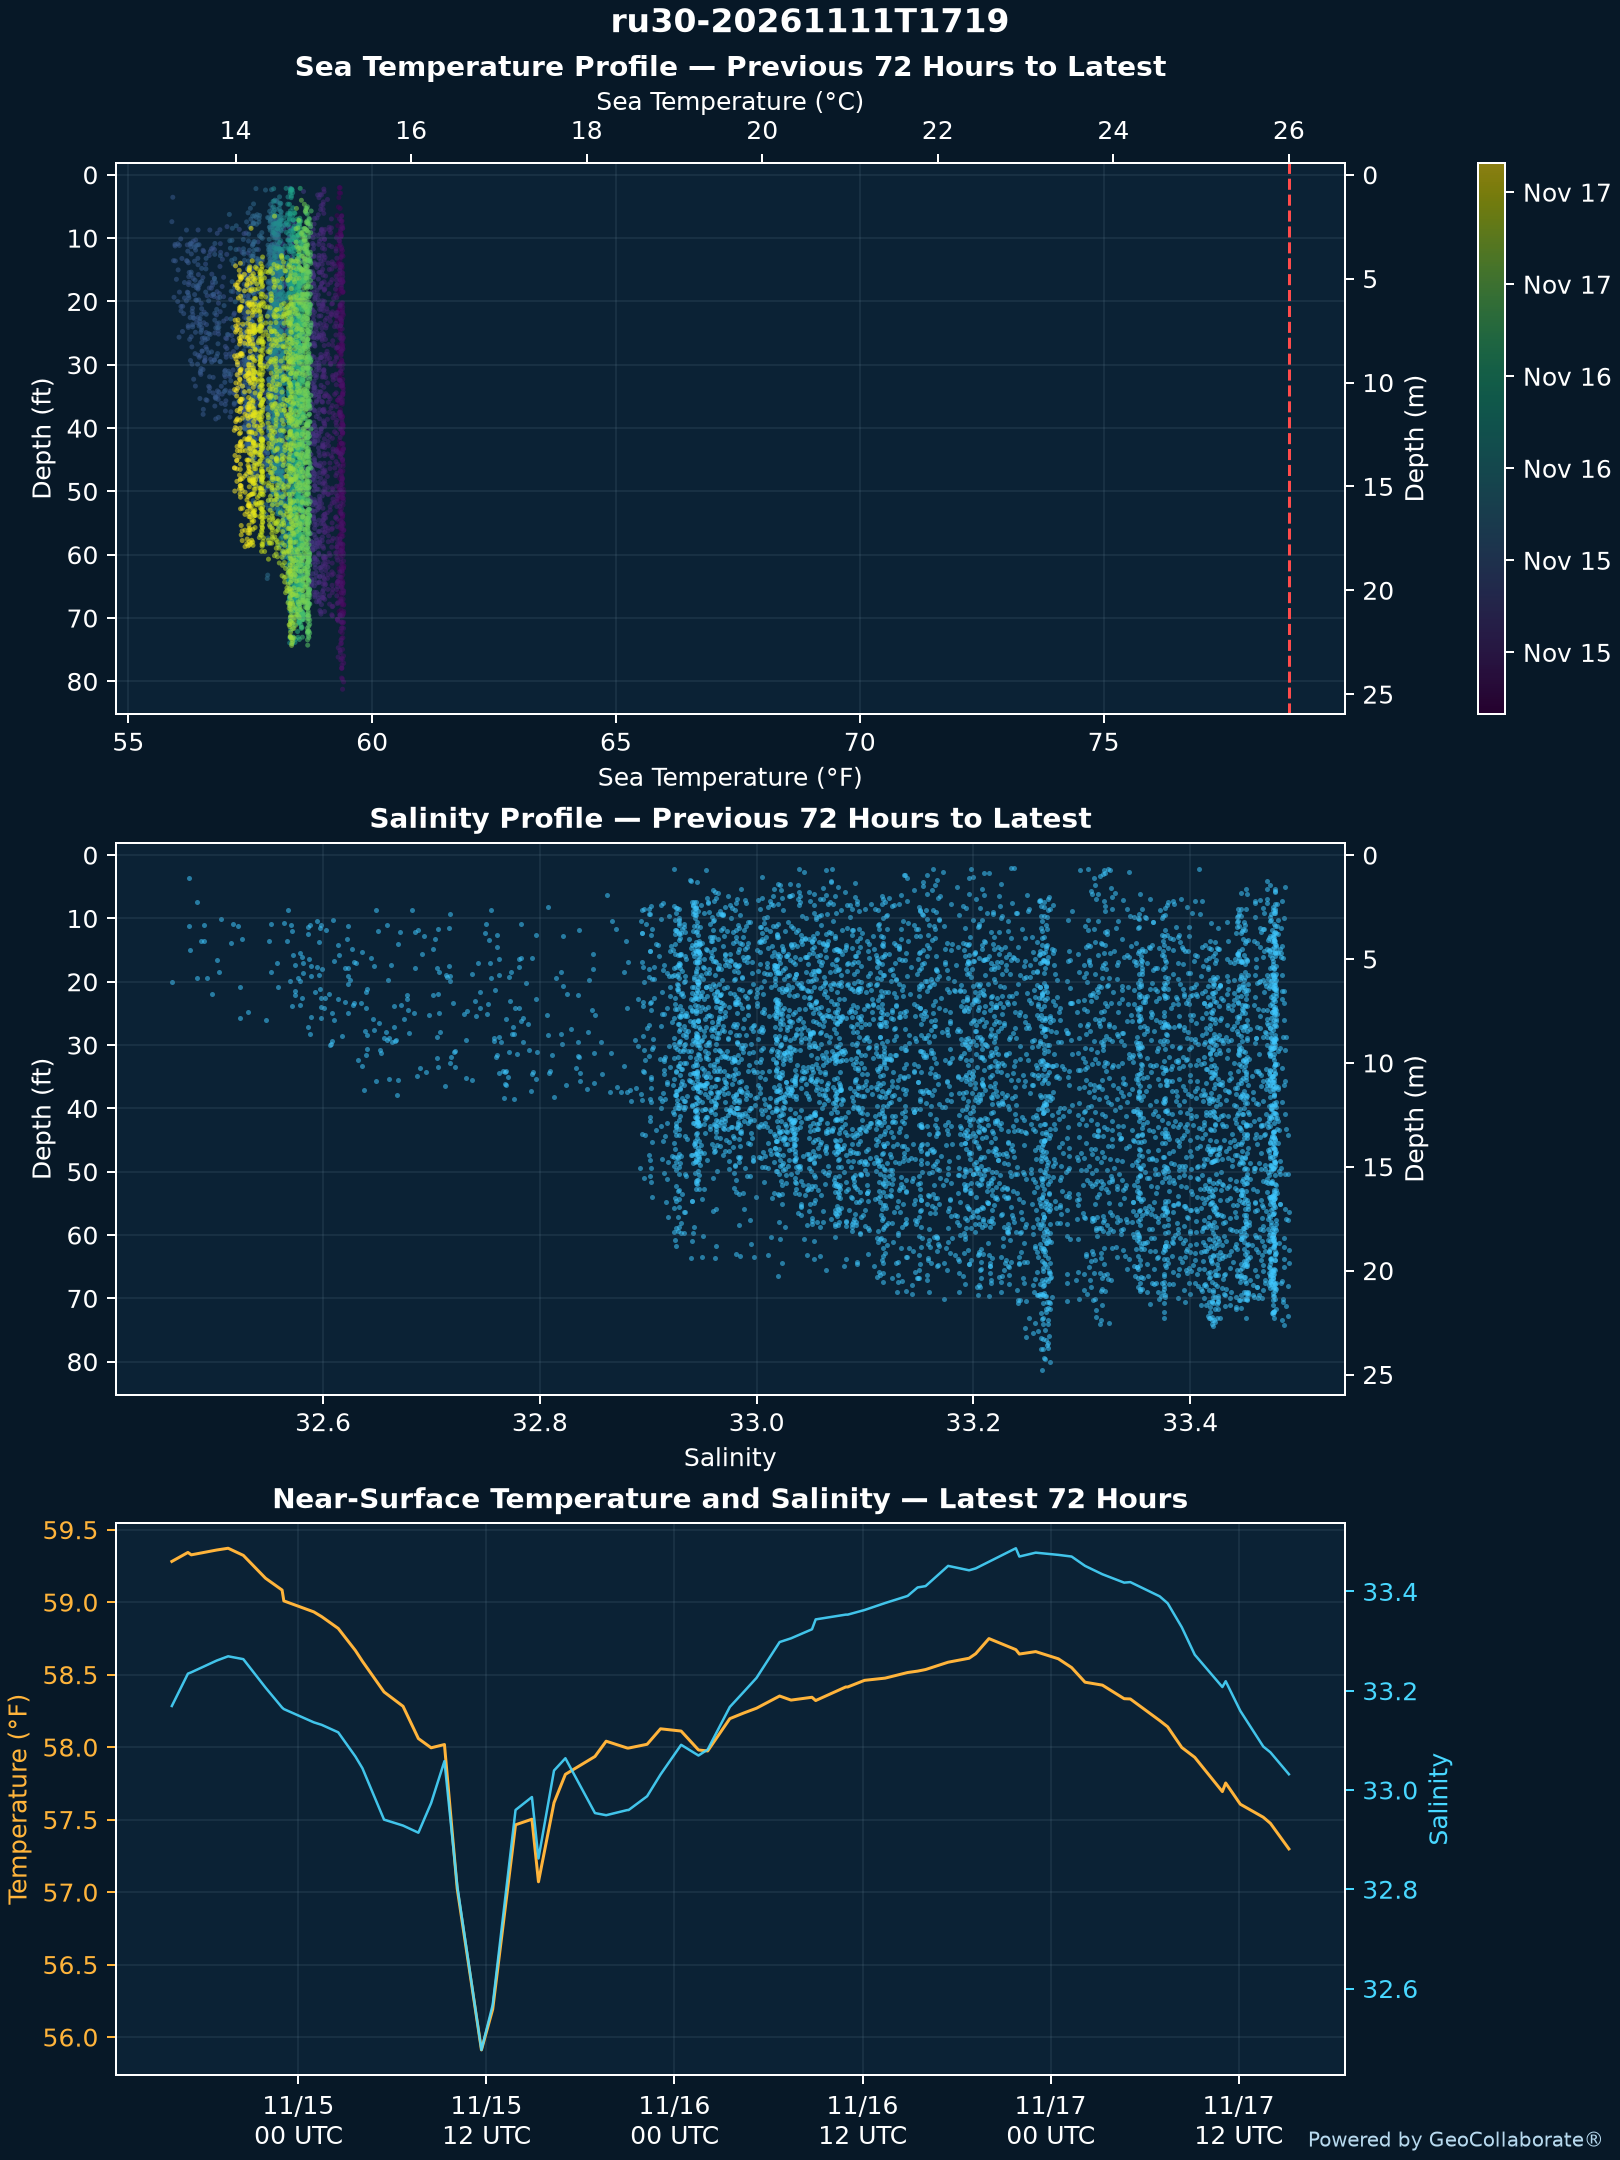 ru30-20261111T1719
Sea Temperature Profile — Previous 72 Hours to Latest
Sea Temperature (°C)
14 16 18 20 22 24 26
0 10 20 30 40 50 60 70 80
Depth (ft)
0 5 10 15 20 25
Depth (m)
Nov 17
Nov 17
Nov 16
Nov 16
Nov 15
Nov 15
55 60 65 70 75
Sea Temperature (°F)
Salinity Profile — Previous 72 Hours to Latest
0 10 20 30 40 50 60 70 80
Depth (ft)
0 5 10 15 20 25
Depth (m)
32.6 32.8 33.0 33.2 33.4
Salinity
Near-Surface Temperature and Salinity — Latest 72 Hours
59.5 59.0 58.5 58.0 57.5 57.0 56.5 56.0
Temperature (°F)
33.4 33.2 33.0 32.8 32.6
Salinity
11/15 11/15 11/16 11/16 11/17 11/17
00 UTC 12 UTC 00 UTC 12 UTC 00 UTC 12 UTC
Powered by GeoCollaborate®